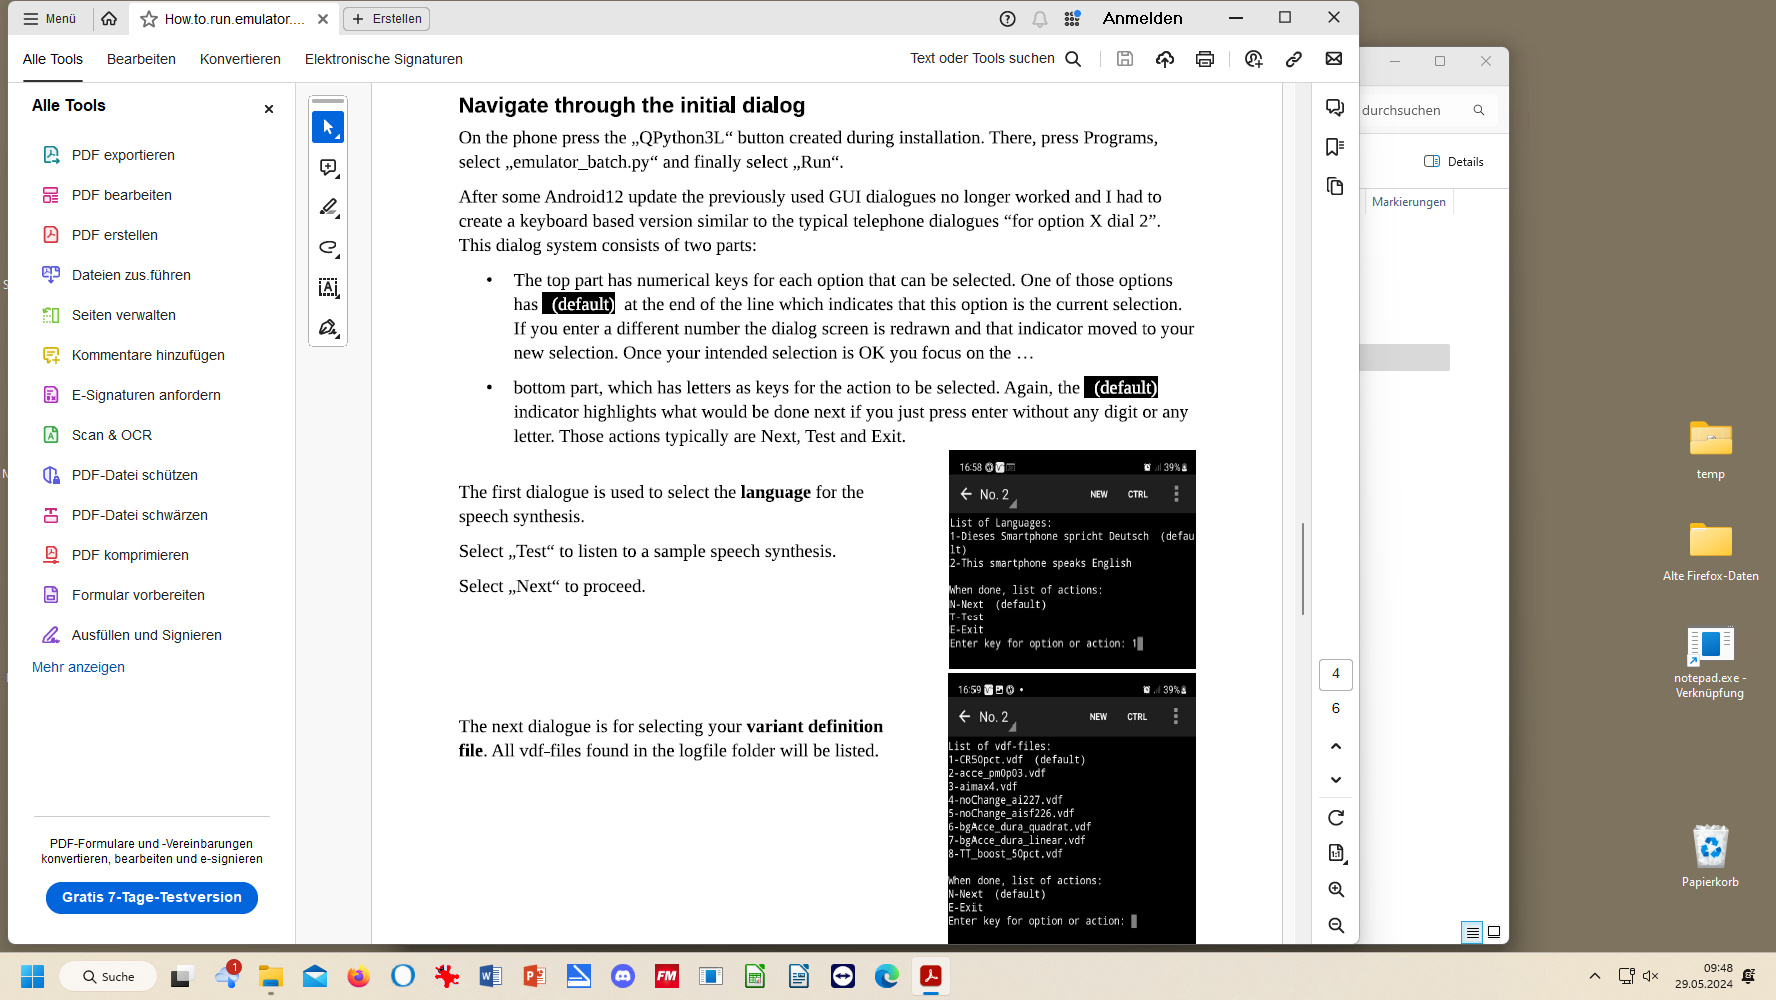 Menü
How.to.run.emulator....
Erstellen
Anmelden
Alle Tools
Bearbeiten
Konvertieren
Elektronische Signaturen
Text oder Tools suchen
Alle Tools
PDF exportieren
PDF bearbeiten
PDF erstellen
Dateien zus.führen
Seiten verwalten
Kommentare hinzufügen
E-Signaturen anfordern
Scan & OCR
PDF-Datei schützen
PDF-Datei schwärzen
PDF komprimieren
Formular vorbereiten
Ausfüllen und Signieren
Mehr anzeigen
PDF-Formulare und -Vereinbarungen
konvertieren, bearbeiten und e-signieren
Gratis 7-Tage-Testversion
Navigate through the initial dialog
On the phone press the „QPython3L“ button created during installation. There, press Programs,
select „emulator_batch.py“ and finally select „Run“.
After some Android12 update the previously used GUI dialogues no longer worked and I had to
create a keyboard based version similar to the typical telephone dialogues “for option X dial 2”.
This dialog system consists of two parts:
• The top part has numerical keys for each option that can be selected. One of those options
has (default) at the end of the line which indicates that this option is the current selection.
If you enter a different number the dialog screen is redrawn and that indicator moved to your
new selection. Once your intended selection is OK you focus on the …
• bottom part, which has letters as keys for the action to be selected. Again, the (default)
indicator highlights what would be done next if you just press enter without any digit or any
letter. Those actions typically are Next, Test and Exit.
The first dialogue is used to select the language for the
speech synthesis.
Select „Test“ to listen to a sample speech synthesis.
Select „Next“ to proceed.
16:58
39%
No. 2
NEW
CTRL
List of Languages:
1-Dieses Smartphone spricht Deutsch (defau
lt)
2-This smartphone speaks English
When done, list of actions:
N-Next (default)
T-Test
E-Exit
Enter key for option or action: 1
The next dialogue is for selecting your variant definition
file. All vdf-files found in the logfile folder will be listed.
16:59
39%
No. 2
NEW
CTRL
List of vdf-files:
1-CR50pct.vdf (default)
2-acce_pm0p03.vdf
3-aimax4.vdf
4-noChange_ai227.vdf
5-noChange_aisf226.vdf
6-bgAcce_dura_quadrat.vdf
7-bgAcce_dura_linear.vdf
8-TT_boost_50pct.vdf
When done, list of actions:
N-Next (default)
E-Exit
Enter key for option or action:
4
6
durchsuchen
Details
Markierungen
temp
Alte Firefox-Daten
notepad.exe -
Verknüpfung
Papierkorb
Suche
1
FM
09:48
29.05.2024